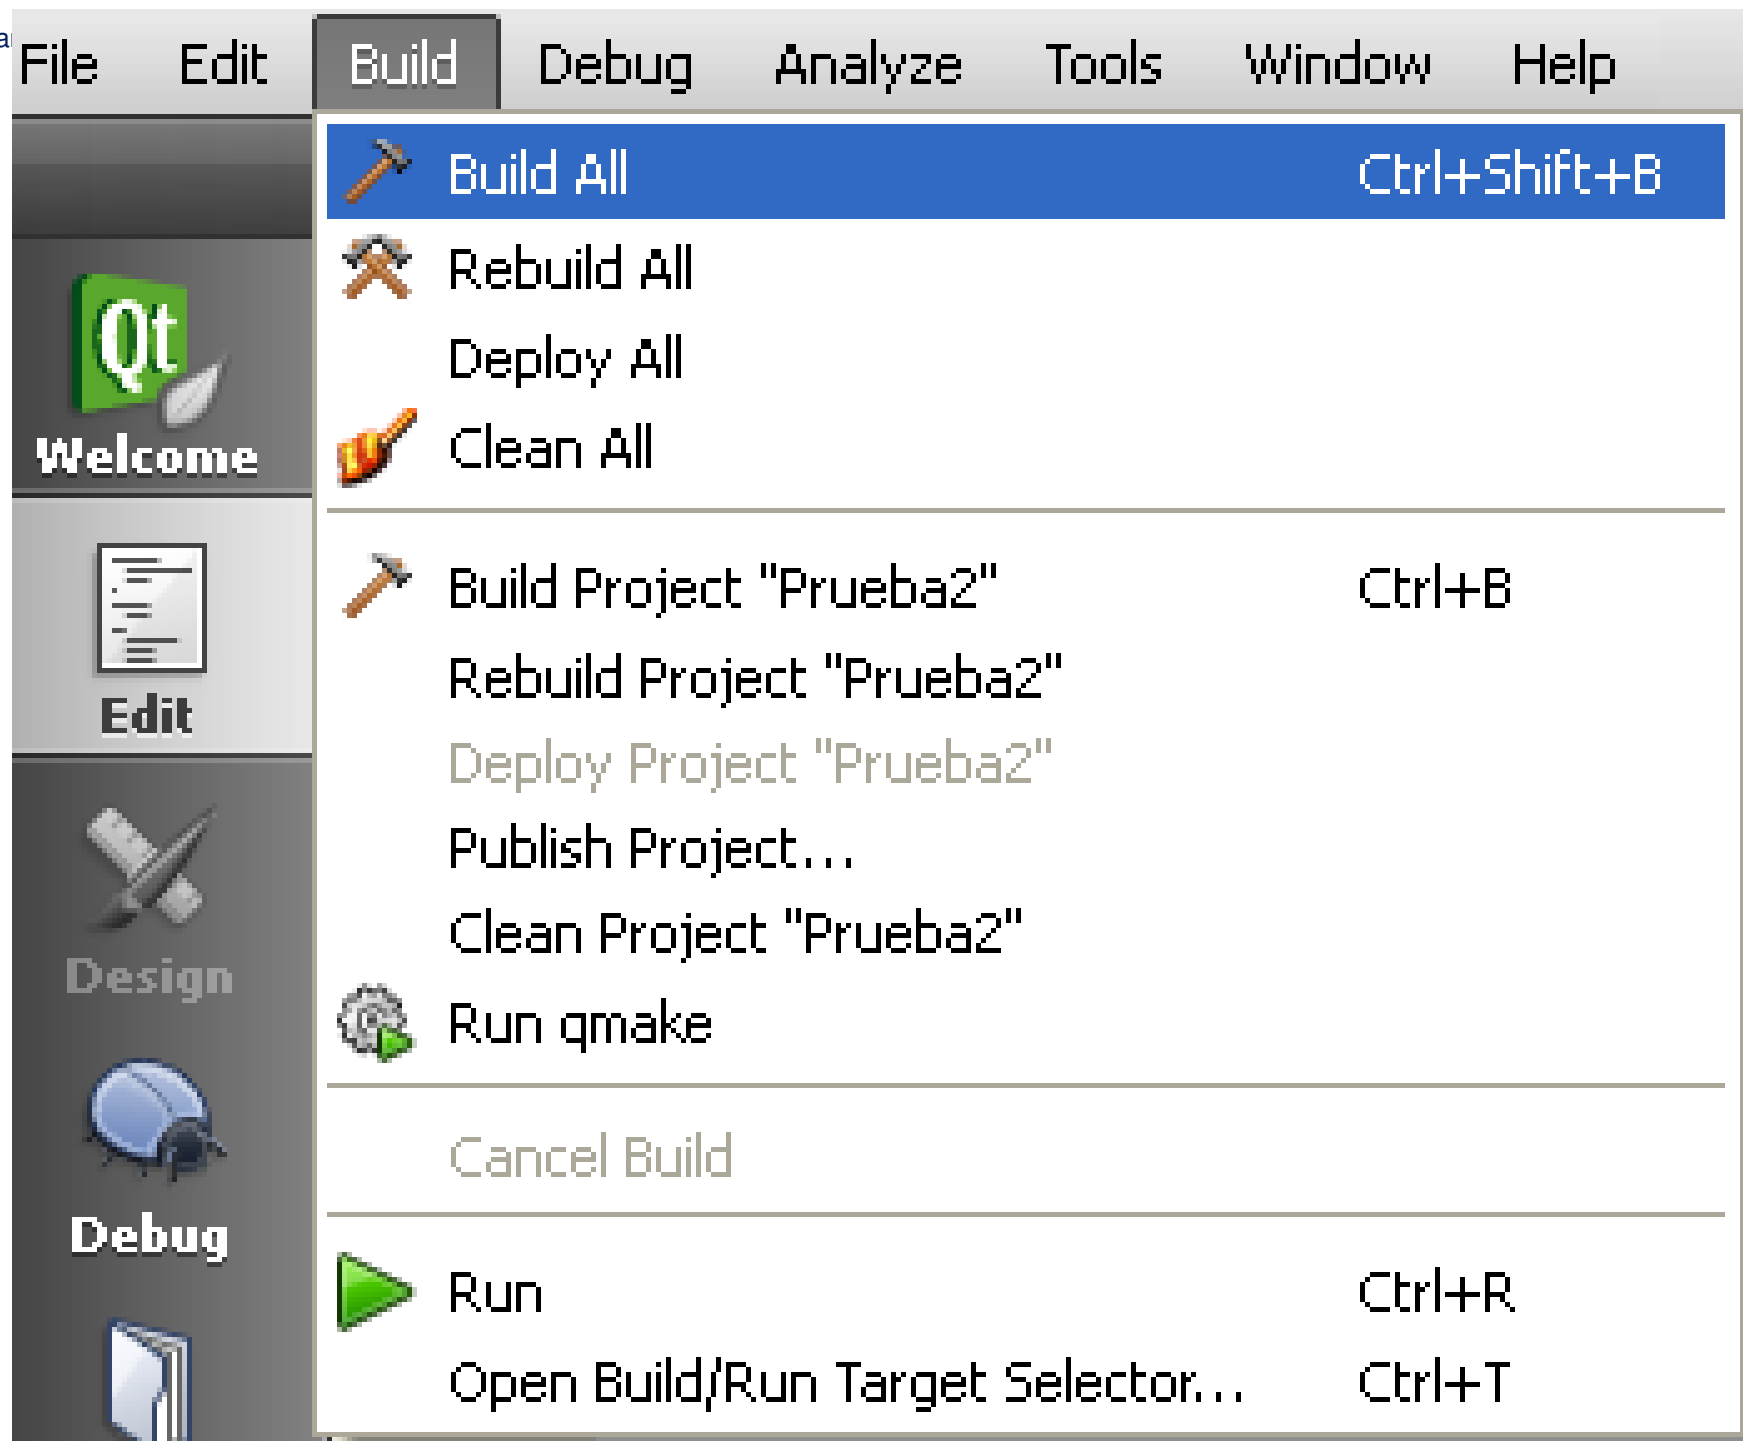 File Edit Build Debug Analyze Tools Window Help
Build All Ctrl+Shift+B
Rebuild All
Deploy All
Clean All
Build Project "Prueba2" Ctrl+B
Rebuild Project "Prueba2"
Deploy Project "Prueba2"
Publish Project...
Clean Project "Prueba2"
Run qmake
Cancel Build
Run Ctrl+R
Open Build/Run Target Selector... Ctrl+T
Qt
Welcome
Edit
Design
Debug